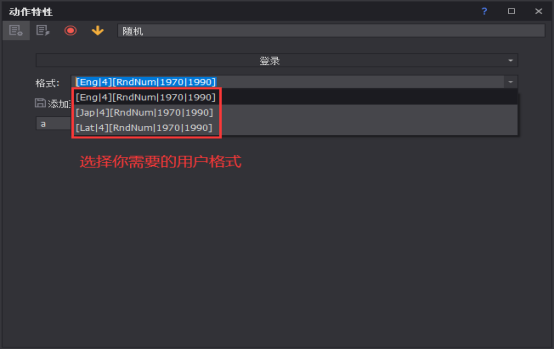 动作特性
随机
登录
格式: [Eng|4][RndNum|1970|1990]
[Eng|4][RndNum|1970|1990]
[Jap|4][RndNum|1970|1990]
[Lat|4][RndNum|1970|1990]
添加
a
选择你需要的用户格式